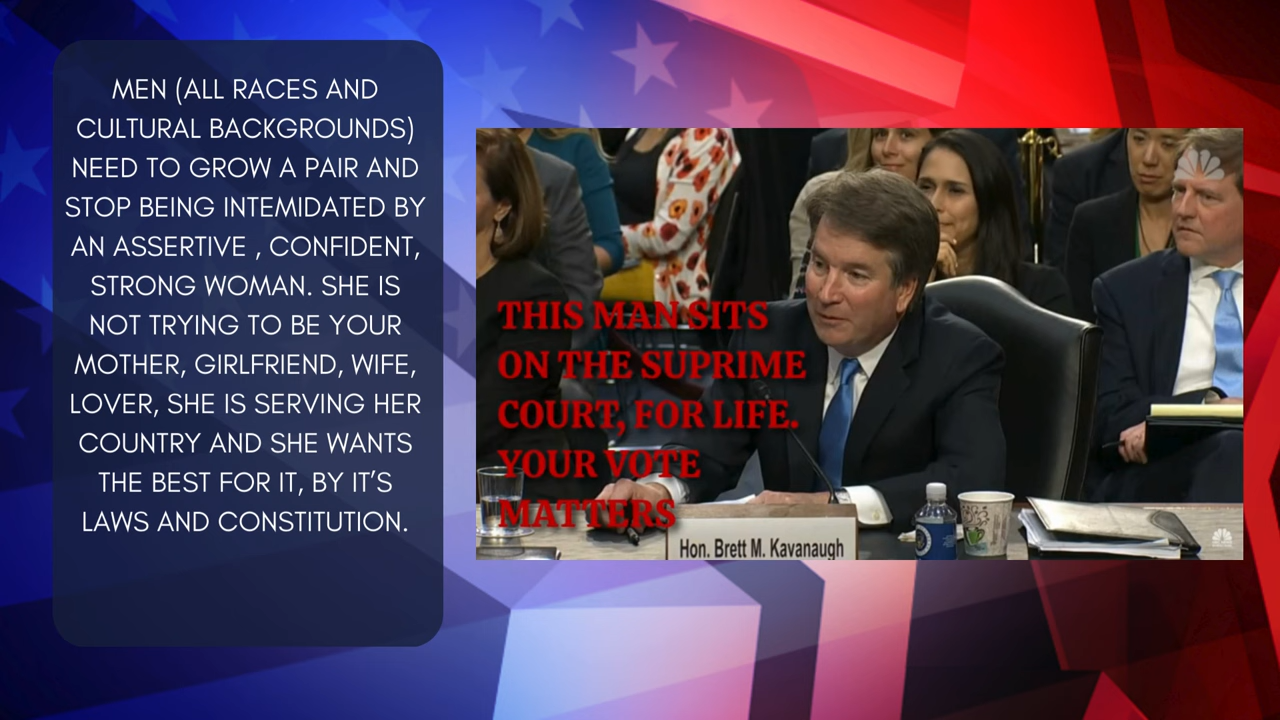 MEN (ALL RACES AND
CULTURAL BACKGROUNDS)
NEED TO GROW A PAIR AND
STOP BEING INTEMIDATED BY
AN ASSERTIVE , CONFIDENT,
STRONG WOMAN. SHE IS
NOT TRYING TO BE YOUR
MOTHER, GIRLFRIEND, WIFE,
LOVER, SHE IS SERVING HER
COUNTRY AND SHE WANTS
THE BEST FOR IT, BY IT’S
LAWS AND CONSTITUTION.
THIS MAN SITS
ON THE SUPRIME
COURT, FOR LIFE.
YOUR VOTE
MATTERS
Hon. Brett M. Kavanaugh